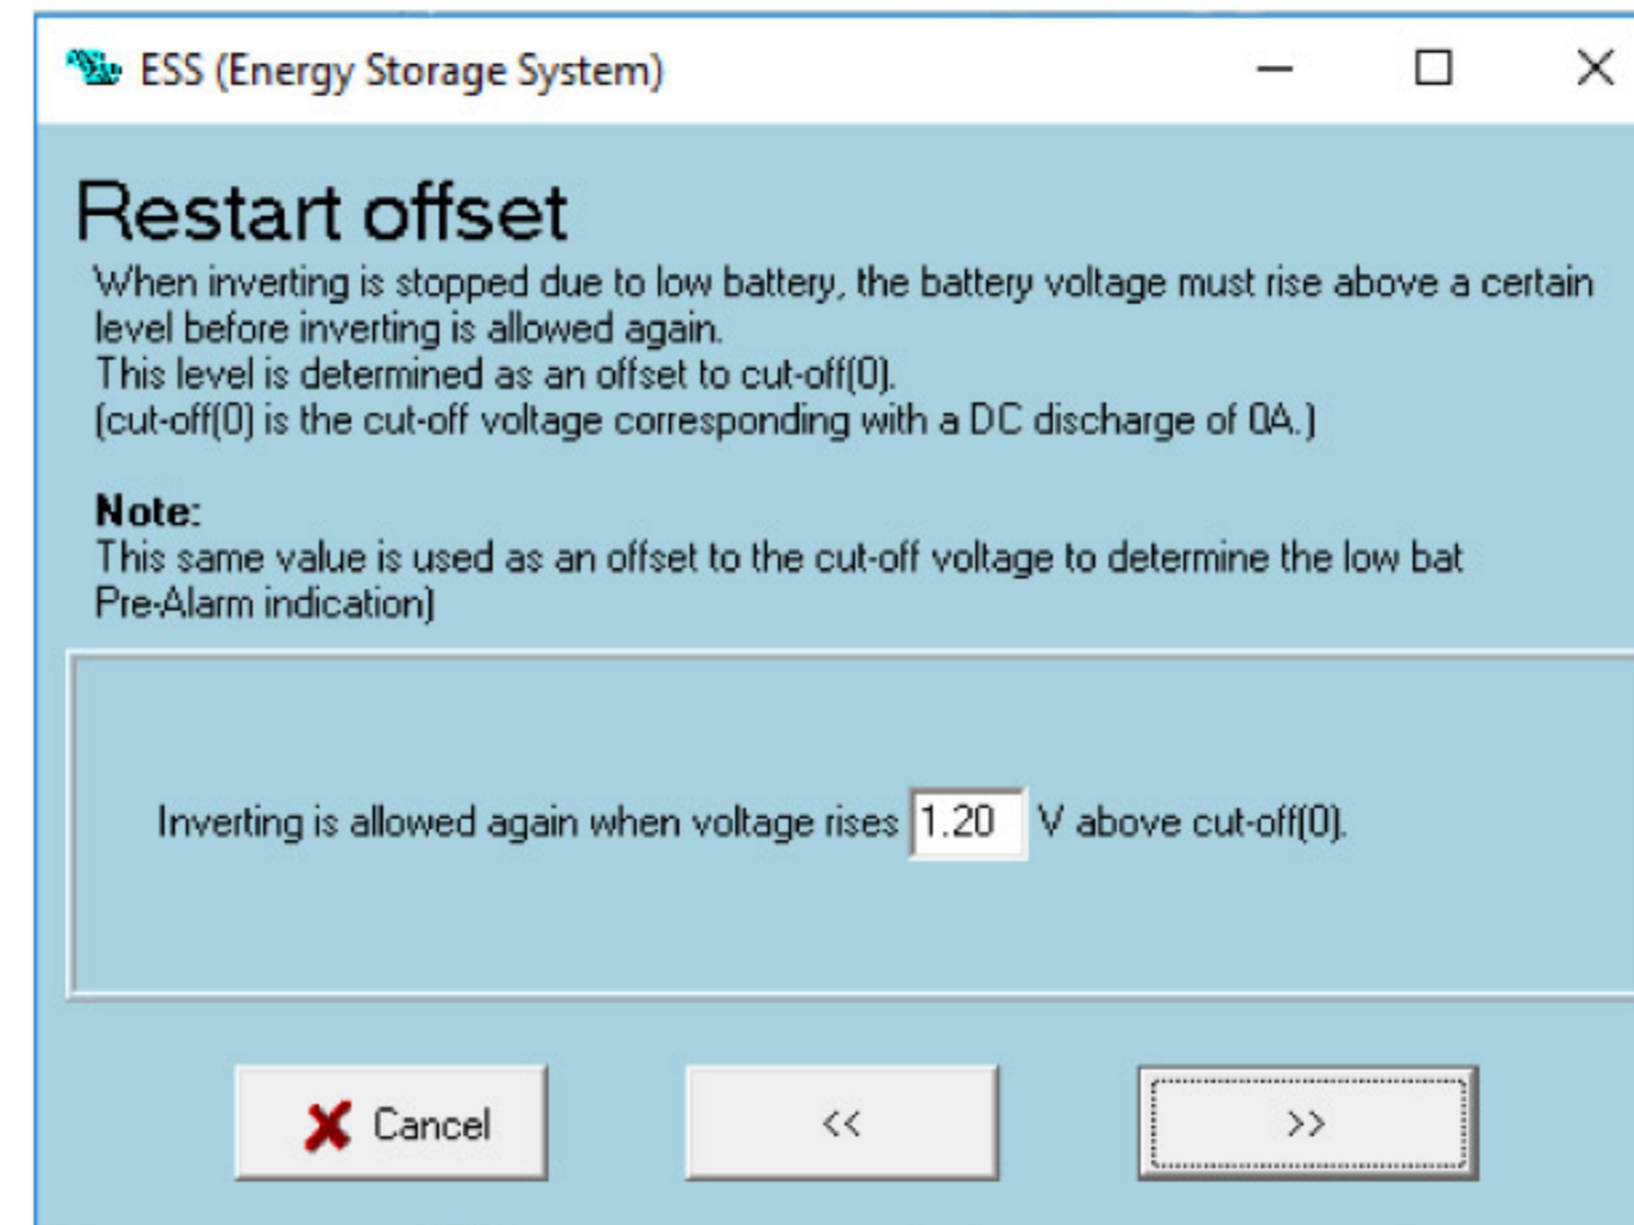 ESS (Energy Storage System)
Restart offset
When inverting is stopped due to low battery, the battery voltage must rise above a certain
level before inverting is allowed again.
This level is determined as an offset to cut-off(0).
(cut-off(0) is the cut-off voltage corresponding with a DC discharge of 0A.)
Note:
This same value is used as an offset to the cut-off voltage to determine the low bat
Pre-Alarm indication)
Inverting is allowed again when voltage rises 1.20 V above cut-off(0).
Cancel << >>